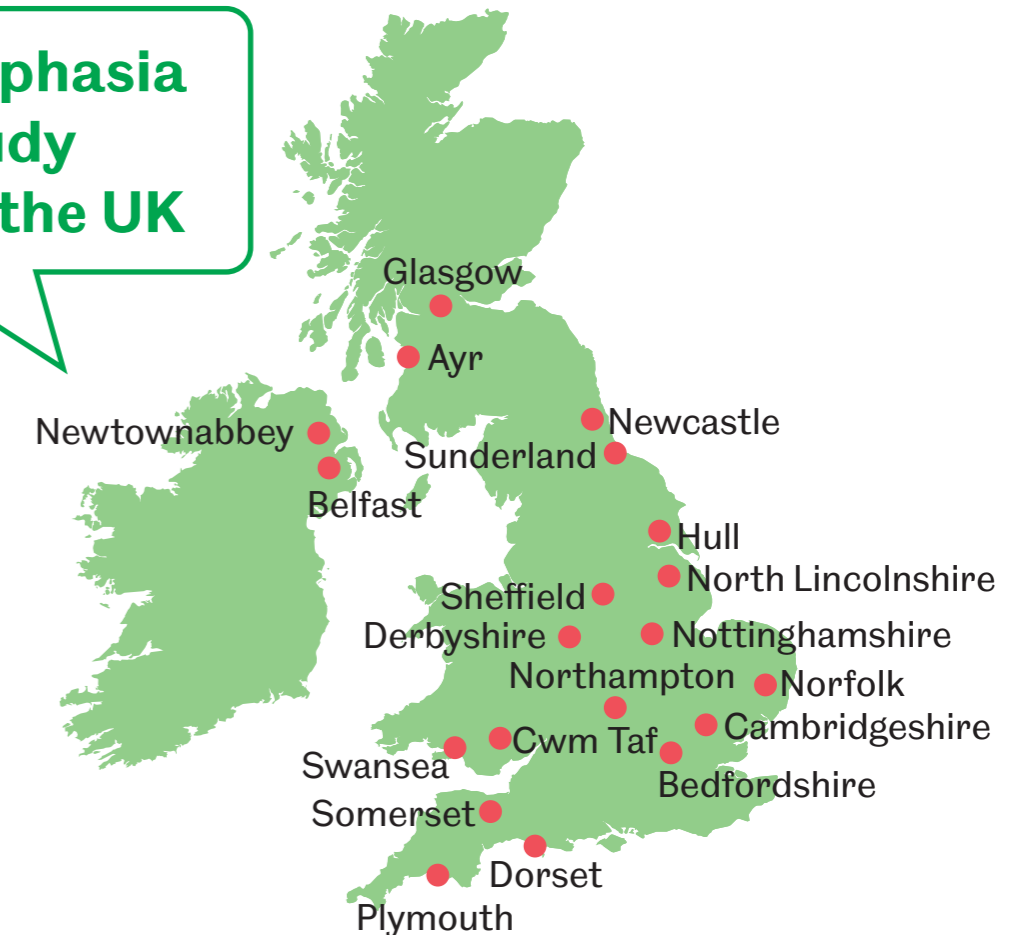 phasia
udy
the UK
Glasgow
Ayr
Newcastle
Newtownabbey
Sunderland
Belfast
Hull
North Lincolnshire
Sheffield
Derbyshire
Nottinghamshire
Northampton
Norfolk
Cambridgeshire
Cwm Taf
Swansea
Bedfordshire
Somerset
Dorset
Plymouth